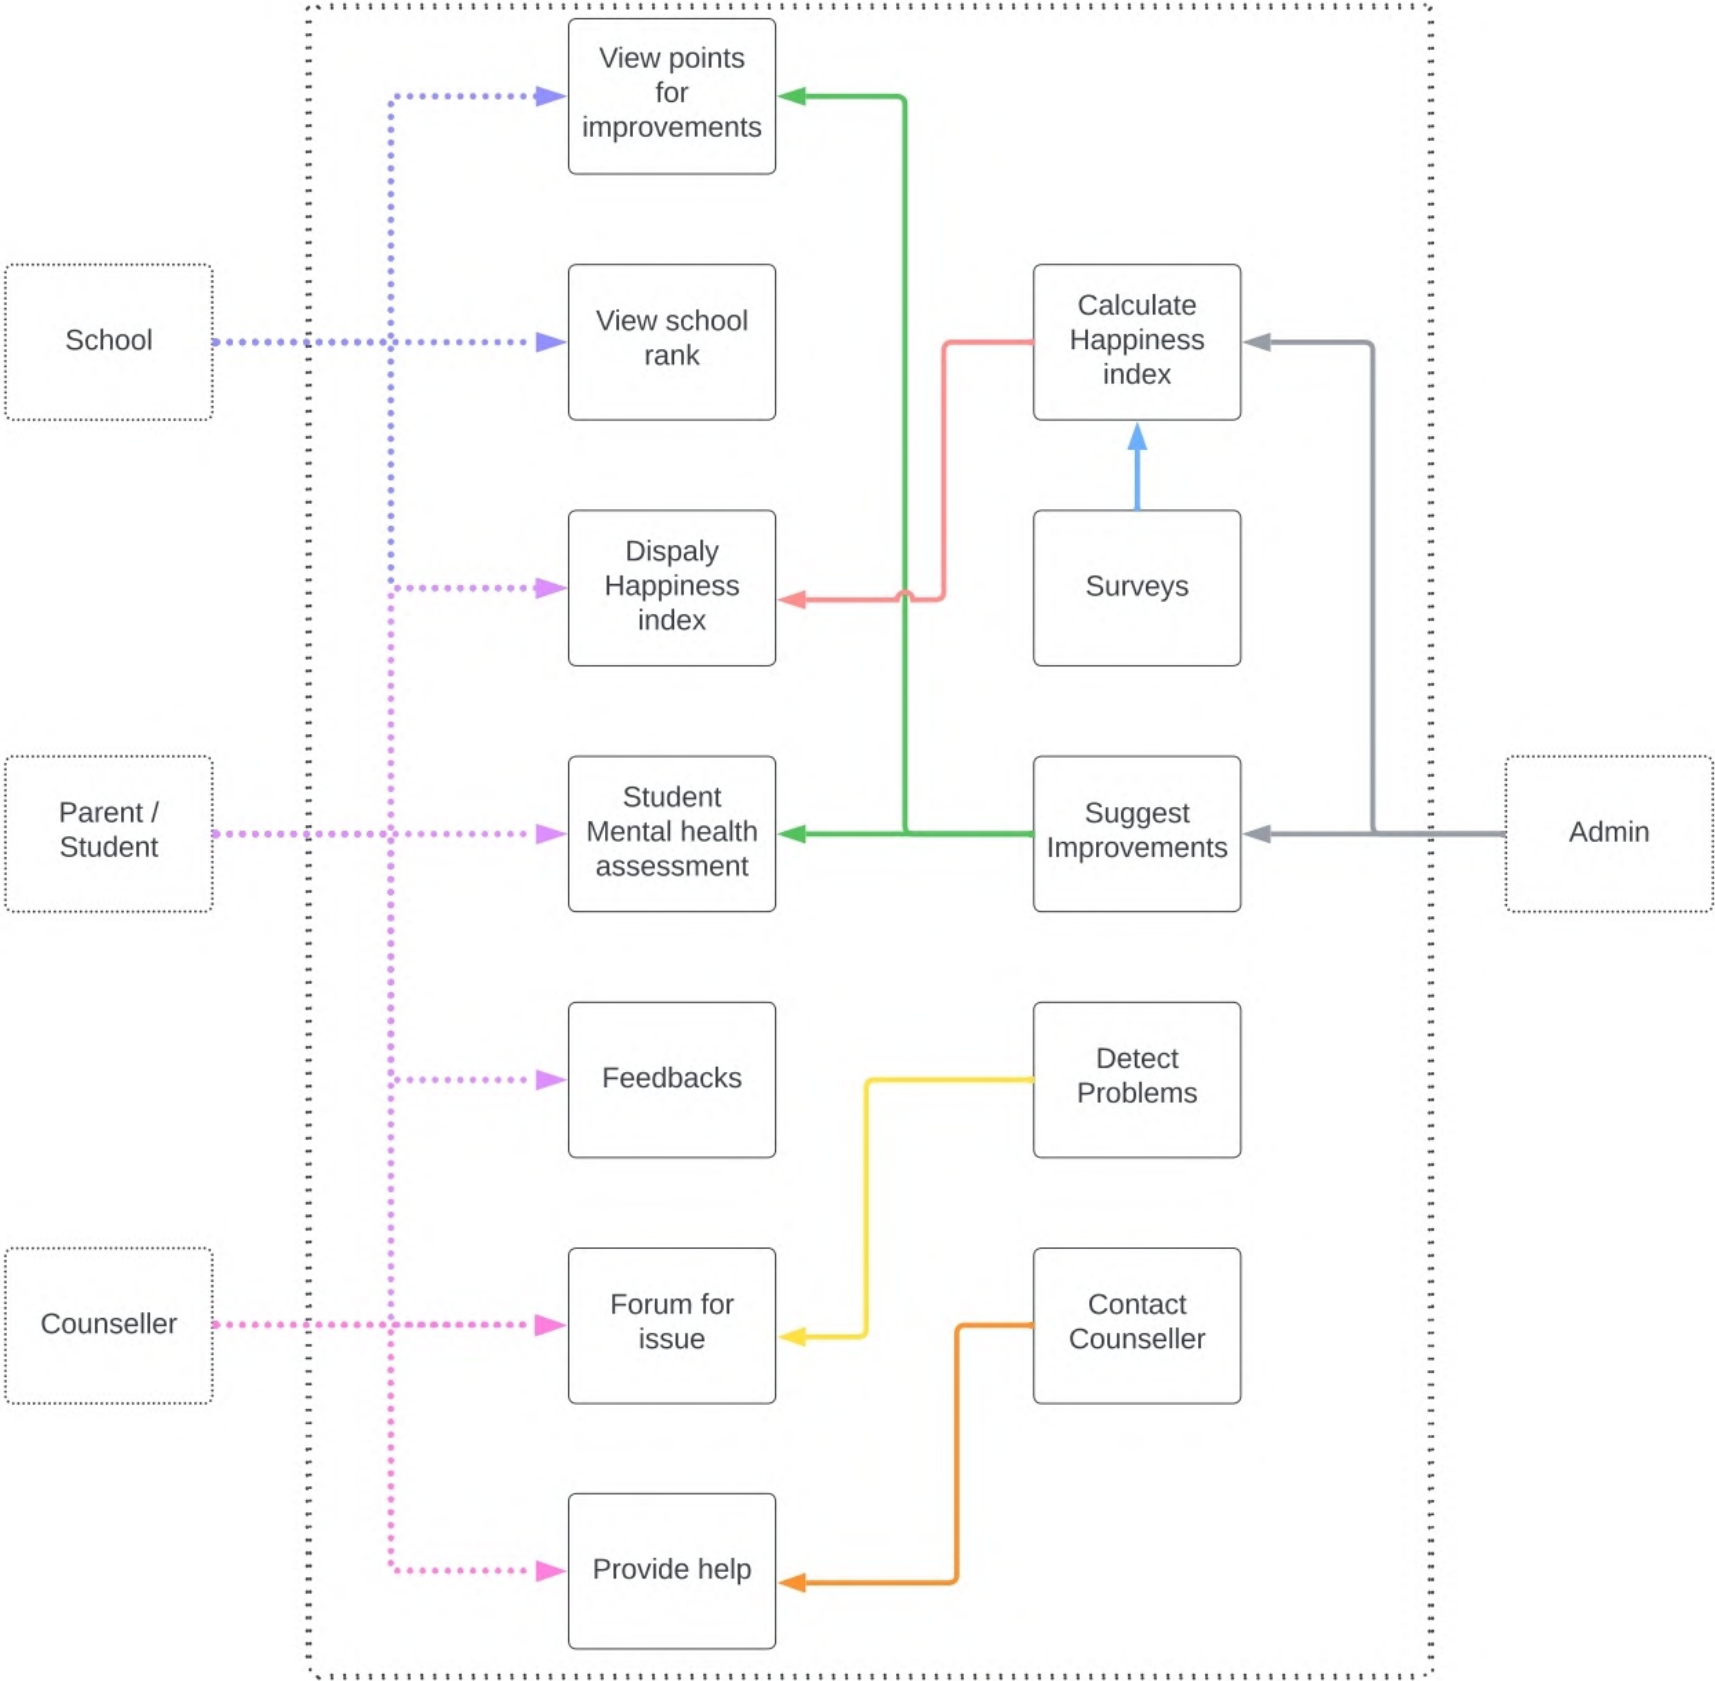 View points
for
improvements
School
View school
rank
Calculate
Happiness
index
Dispaly
Happiness
index
Surveys
Parent /
Student
Student
Mental health
assessment
Suggest
Improvements
Admin
Feedbacks
Detect
Problems
Counseller
Forum for
issue
Contact
Counseller
Provide help